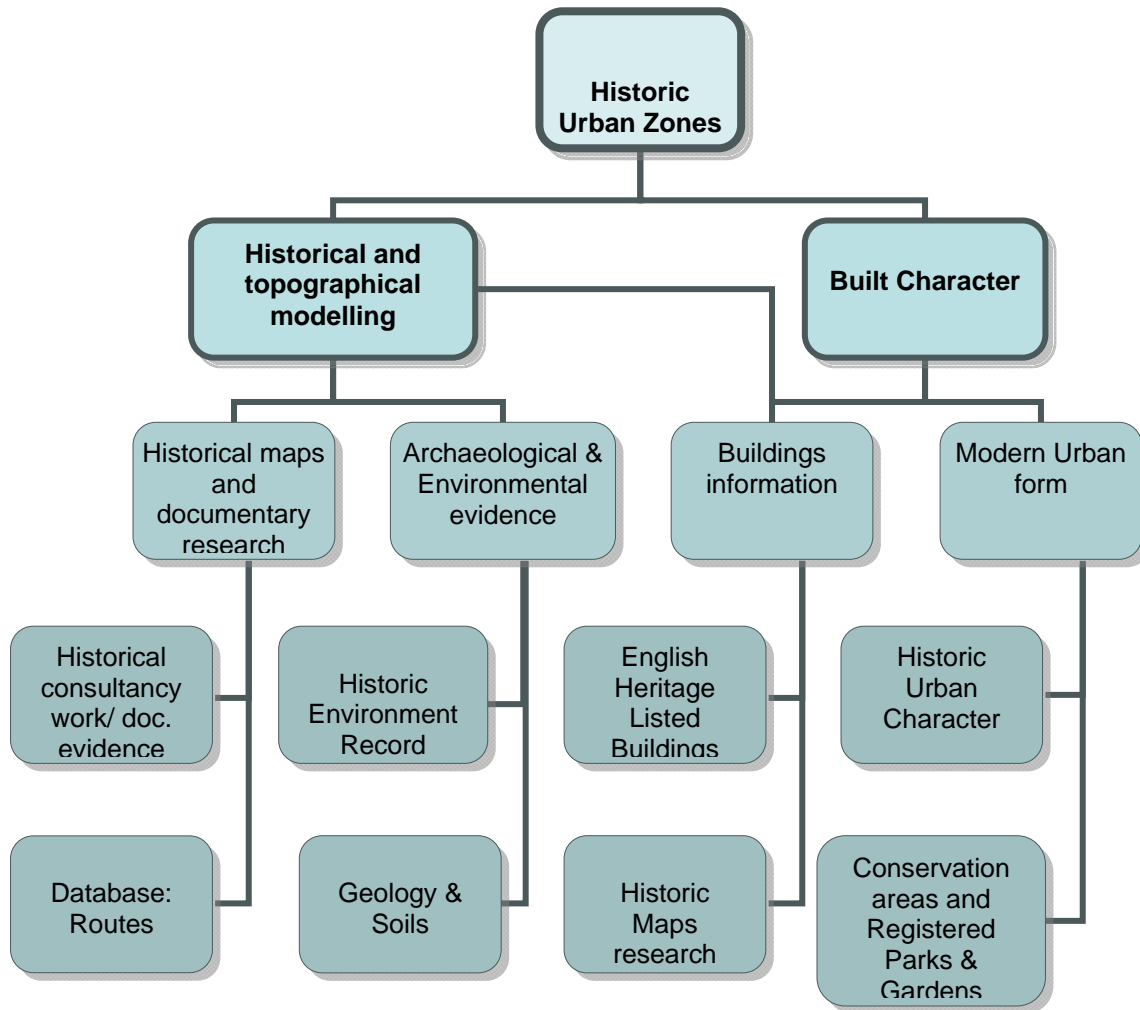 Historic
Urban Zones
Historical and
topographical
modelling
Built Character
Historical maps
and
documentary
research
Archaeological &
Environmental
evidence
Buildings
information
Modern Urban
form
Historical
consultancy
work/ doc.
evidence
Historic
Environment
Record
English
Heritage
Listed
Buildings
Historic
Urban
Character
Database:
Routes
Geology &
Soils
Historic
Maps
research
Conservation
areas and
Registered
Parks &
Gardens